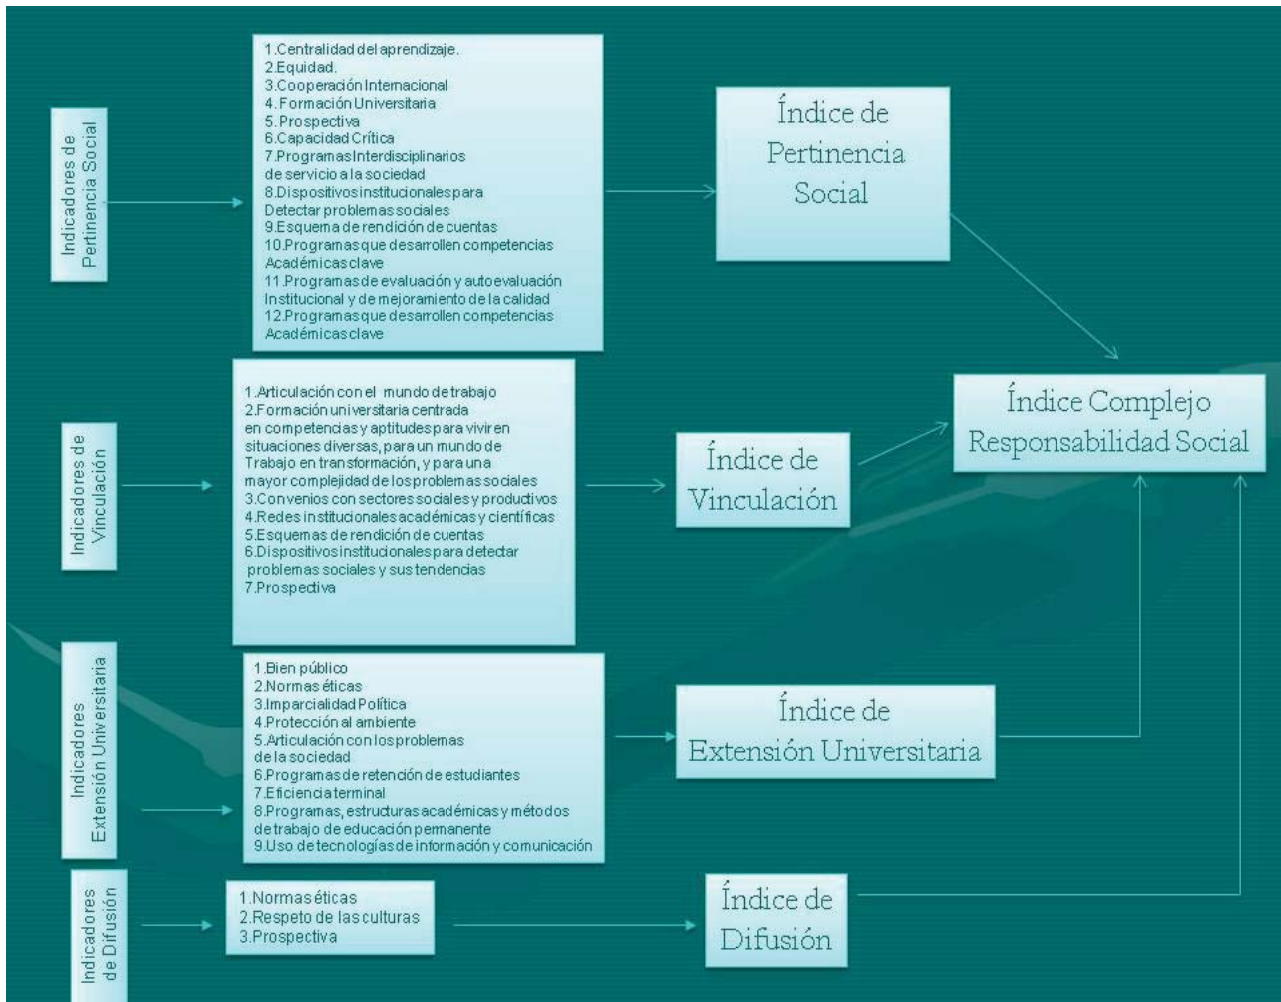 Indicadores de
Pertinencia Social
1.Centralidad del aprendizaje.
2.Equidad.
3.Cooperación Internacional
4. Formación Universitaria
5.Prospectiva
6.Capacidad Crítica
7.Programas Interdisciplinarios
de servicio a la sociedad
8.Dispositivos institucionales para
Detectar problemas sociales
9.Esquema de rendición de cuentas
10.Programas que desarrollen competencias
Académicas clave
11.Programas de evaluación y autoevaluación
Institucional y de mejoramiento de la calidad
12.Programas que desarrollen competencias
Académicas clave
Índice de
Pertinencia
Social
Indicadores de
Vinculación
1.Articulación con el mundo de trabajo
2.Formación universitaria centrada
en competencias y aptitudes para vivir en
situaciones diversas, para un mundo de
Trabajo en transformación, y para una
mayor complejidad de los problemas sociales
3.Convenios con sectores sociales y productivos
4.Redes institucionales académicas y científicas
5.Esquemas de rendición de cuentas
6.Dispositivos institucionales para detectar
problemas sociales y sus tendencias
7.Prospectiva
Índice de
Vinculación
Índice Complejo
Responsabilidad Social
Indicadores
Extensión Universitaria
1.Bien público
2.Normas éticas
3.Imparcialidad Política
4.Protección al ambiente
5.Articulación con los problemas
de la sociedad
6.Programas de retención de estudiantes
7.Eficiencia terminal
8.Programas, estructuras académicas y métodos
de trabajo de educación permanente
9.Uso de tecnologías de información y comunicación
Índice de
Extensión Universitaria
Indicadores
de Difusión
1.Normas éticas
2.Respeto de las culturas
3.Prospectiva
Índice de
Difusión